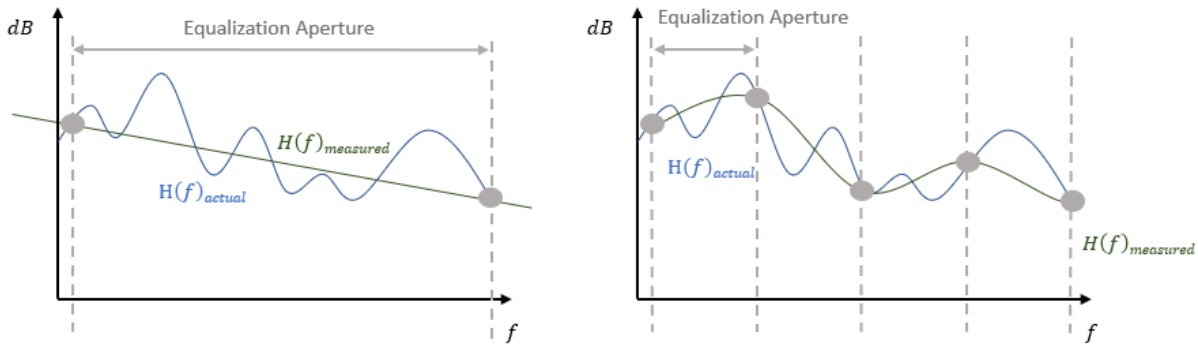 dB
Equalization Aperture
H(f)measured
H(f)actual
f
dB
Equalization Aperture
H(f)actual
H(f)measured
f